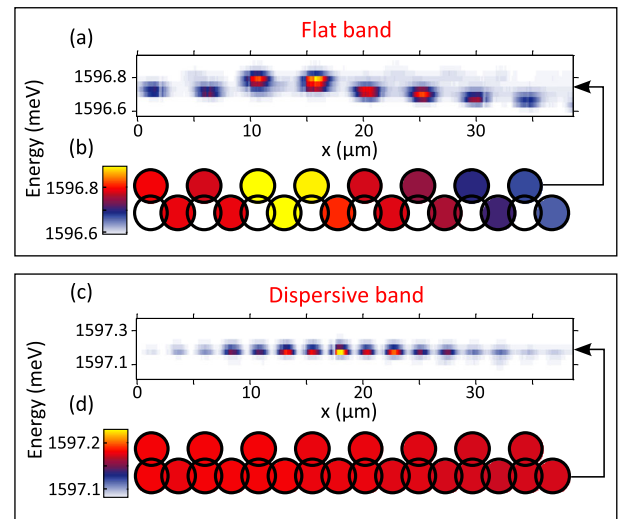 Flat band
(a)
1596.8
1596.6
0 10 20 30
x (μm)
Energy (meV)
(b)
1596.8
1596.6
Dispersive band
(c)
1597.3
1597.1
0 10 20 30
x (μm)
Energy (meV)
(d)
1597.2
1597.1